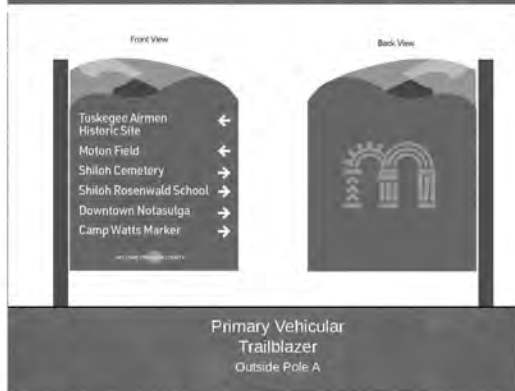 Front View
Back View
Tuskegee Airmen
Historic Site
Moton Field
Shiloh Cemetery
Shiloh Rosenwald School
Downtown Notasulga
Camp Watts Marker
Primary Vehicular
Trailblazer
Outside Pole A